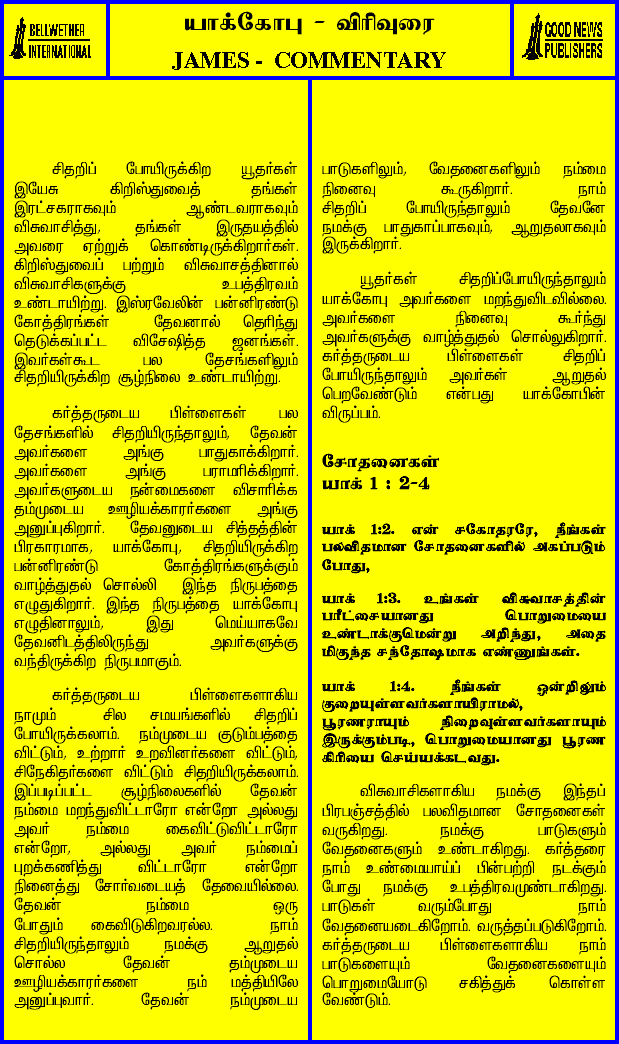 BELLWETHER
INTERNATIONAL
யாக்கோபு - விரிவுரை
JAMES - COMMENTARY
GOOD NEWS
PUBLISHERS
சிதறிப் போயிருக்கிற யூதர்கள்
இயேசு கிறிஸ்துவைத் தங்கள்
இரட்சகராகவும் ஆண்டவராகவும்
விசுவாசித்து, தங்கள் இருதயத்தில்
அவரை ஏற்றுக் கொண்டிருக்கிறார்கள்.
கிறிஸ்துவைப் பற்றும் விசுவாசத்தினால்
விசுவாசிகளுக்கு உபத்திரவம்
உண்டாயிற்று. இஸ்ரவேலின் பன்னிரண்டு
கோத்திரங்கள் தேவனால் தெரிந்து
தெடுக்கப்பட்ட விசேஷித்த ஜனங்கள்.
இவர்கள்கூட பல தேசங்களிலும்
சிதறியிருக்கிற சூழ்நிலை உண்டாயிற்று.
கர்த்தருடைய பிள்ளைகள் பல
தேசங்களில் சிதறியிருந்தாலும், தேவன்
அவர்களை அங்கு பாதுகாக்கிறார்.
அவர்களை அங்கு பராமரிக்கிறார்.
அவர்களுடைய நன்மைகளை விசாரிக்க
தம்முடைய ஊழியக்காரர்களை அங்கு
அனுப்புகிறார். தேவனுடைய சித்தத்தின்
பிரகாரமாக, யாக்கோபு, சிதறியிருக்கிற
பன்னிரண்டு கோத்திரங்களுக்கும்
வாழ்த்துதல் சொல்லி இந்த நிருபத்தை
எழுதுகிறார். இந்த நிருபத்தை யாக்கோபு
எழுதினாலும், இது மெய்யாகவே
தேவனிடத்திலிருந்து அவர்களுக்கு
வந்திருக்கிற நிருபமாகும்.
கர்த்தருடைய பிள்ளைகளாகிய
நாமும் சில சமயங்களில் சிதறிப்
போயிருக்கலாம். நம்முடைய குடும்பத்தை
விட்டும், உற்றார் உறவினர்களை விட்டும்,
சிநேகிதர்களை விட்டும் சிதறியிருக்கலாம்.
இப்படிப்பட்ட சூழ்நிலைகளில் தேவன்
நம்மை மறந்துவிட்டாரோ என்றோ அல்லது
அவர் நம்மை கைவிட்டுவிட்டாரோ
என்றோ, அல்லது அவர் நம்மைப்
புறக்கணித்து விட்டாரோ என்றோ
நினைத்து சோர்வடையத் தேவையில்லை.
தேவன் நம்மை ஒரு
போதும் கைவிடுகிறவரல்ல. நாம்
சிதறியிருந்தாலும் நமக்கு ஆறுதல்
சொல்ல தேவன் தம்முடைய
ஊழியக்காரர்களை நம் மத்தியிலே
அனுப்புவார். தேவன் நம்முடைய
பாடுகளிலும், வேதனைகளிலும் நம்மை
நினைவு கூருகிறார். நாம்
சிதறிப் போயிருந்தாலும் தேவனே
நமக்கு பாதுகாப்பாகவும், ஆறுதலாகவும்
இருக்கிறார்.
யூதர்கள் சிதறிப்போயிருந்தாலும்
யாக்கோபு அவர்களை மறந்துவிடவில்லை.
அவர்களை நினைவு கூர்ந்து
அவர்களுக்கு வாழ்த்துதல் சொல்லுகிறார்.
கர்த்தருடைய பிள்ளைகள் சிதறிப்
போயிருந்தாலும் அவர்கள் ஆறுதல்
பெறவேண்டும் என்பது யாக்கோபின்
விருப்பம்.
சோதனைகள்
யாக் 1 : 2-4
யாக் 1:2. என் சகோதரரே, நீங்கள்
பலவிதமான சோதனைகளில் அகப்படும்
போது,
யாக் 1:3. உங்கள் விசுவாசத்தின்
பரீட்சையானது பொறுமையை
உண்டாக்குமென்று அறிந்து, அதை
மிகுந்த சந்தோஷமாக எண்ணுங்கள்.
யாக் 1:4. நீங்கள் ஒன்றிலும்
குறைவுள்ளவர்களாயிராமல்,
பூரணராயும் நிறைவுள்ளவர்களாயும்
இருக்கும்படி, பொறுமையானது பூரண
கிரியை செய்யக்கடவது.
விசுவாசிகளாகிய நமக்கு இந்தப்
பிரபஞ்சத்தில் பலவிதமான சோதனைகள்
வருகிறது. நமக்கு பாடுகளும்
வேதனைகளும் உண்டாகிறது. கர்த்தரை
நாம் உண்மையாய்ப் பின்பற்றி நடக்கும்
போது நமக்கு உபத்திரவமுண்டாகிறது.
பாடுகள் வரும்போது நாம்
வேதனையடைகிறோம். வருத்தப்படுகிறோம்.
கர்த்தருடைய பிள்ளைகளாகிய நாம்
பாடுகளையும் வேதனைகளையும்
பொறுமையோடு சகித்துக் கொள்ள
வேண்டும்.